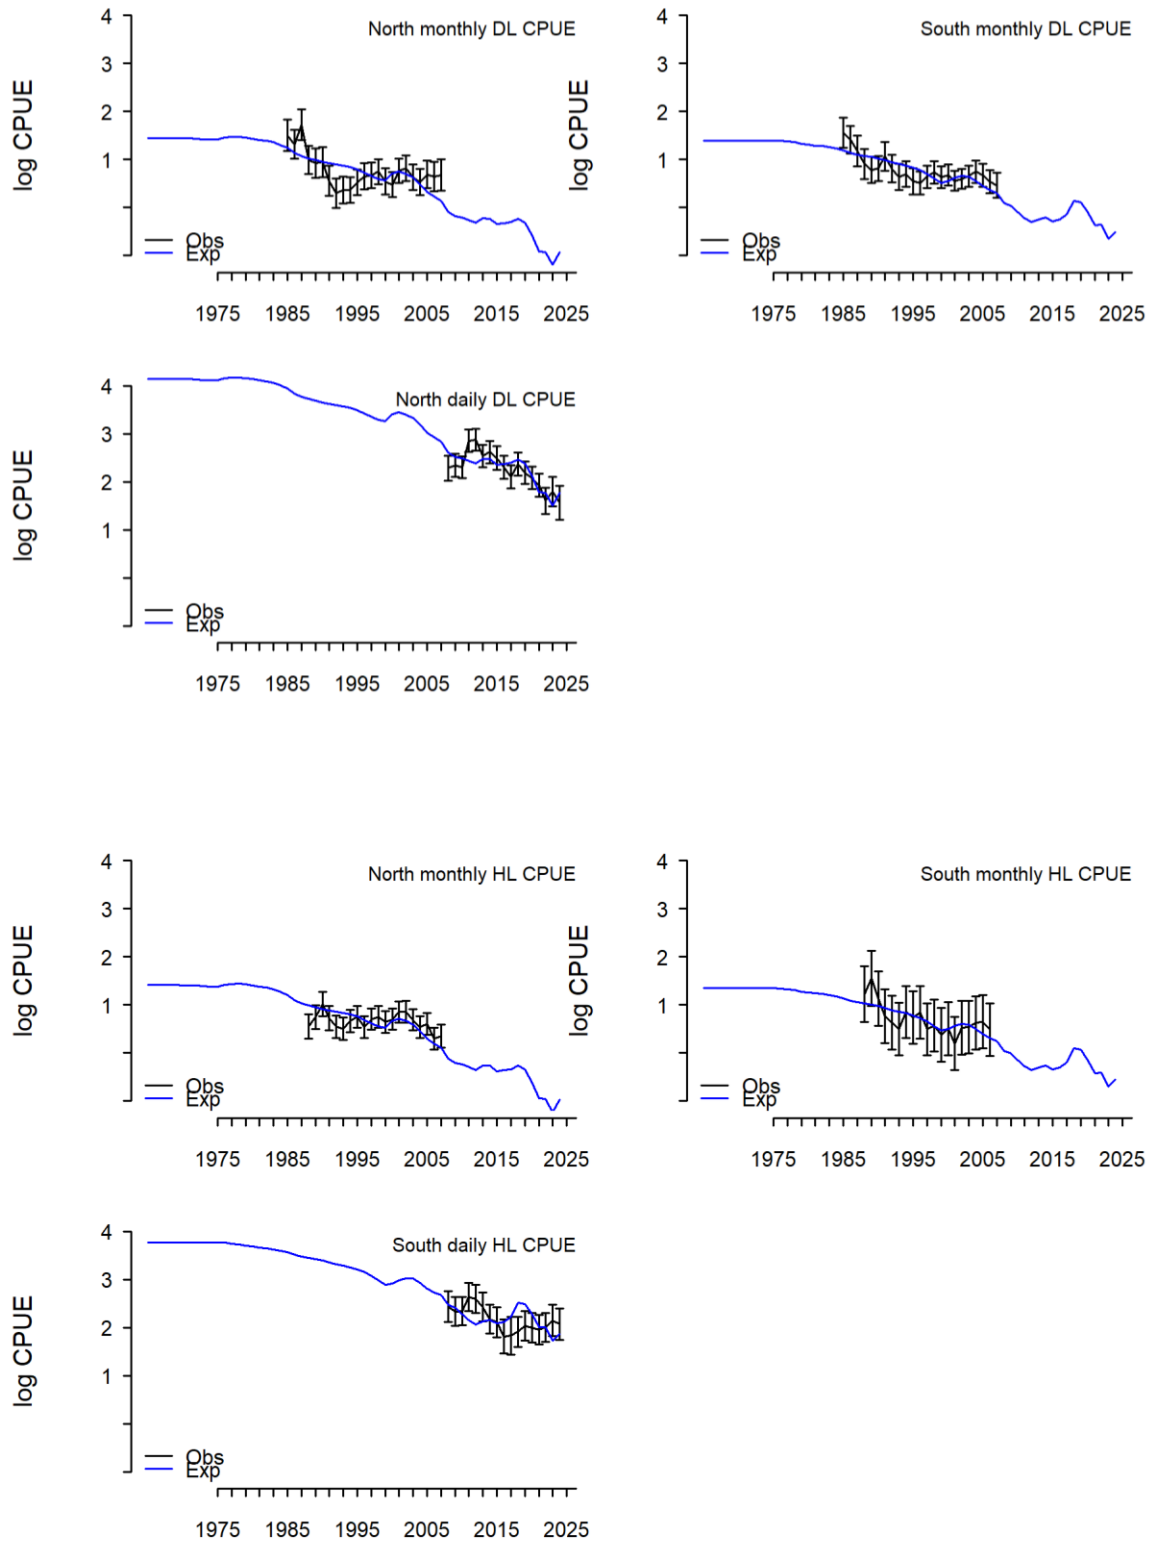 North monthly DL CPUE
log CPUE
4
3
2
1
Obs
Exp
1975 1985 1995 2005 2015 2025
South monthly DL CPUE
log CPUE
4
3
2
1
Obs
Exp
1975 1985 1995 2005 2015 2025
North daily DL CPUE
log CPUE
4
3
2
1
Obs
Exp
1975 1985 1995 2005 2015 2025
North monthly HL CPUE
log CPUE
4
3
2
1
Obs
Exp
1975 1985 1995 2005 2015 2025
South monthly HL CPUE
log CPUE
4
3
2
1
Obs
Exp
1975 1985 1995 2005 2015 2025
South daily HL CPUE
log CPUE
4
3
2
1
Obs
Exp
1975 1985 1995 2005 2015 2025